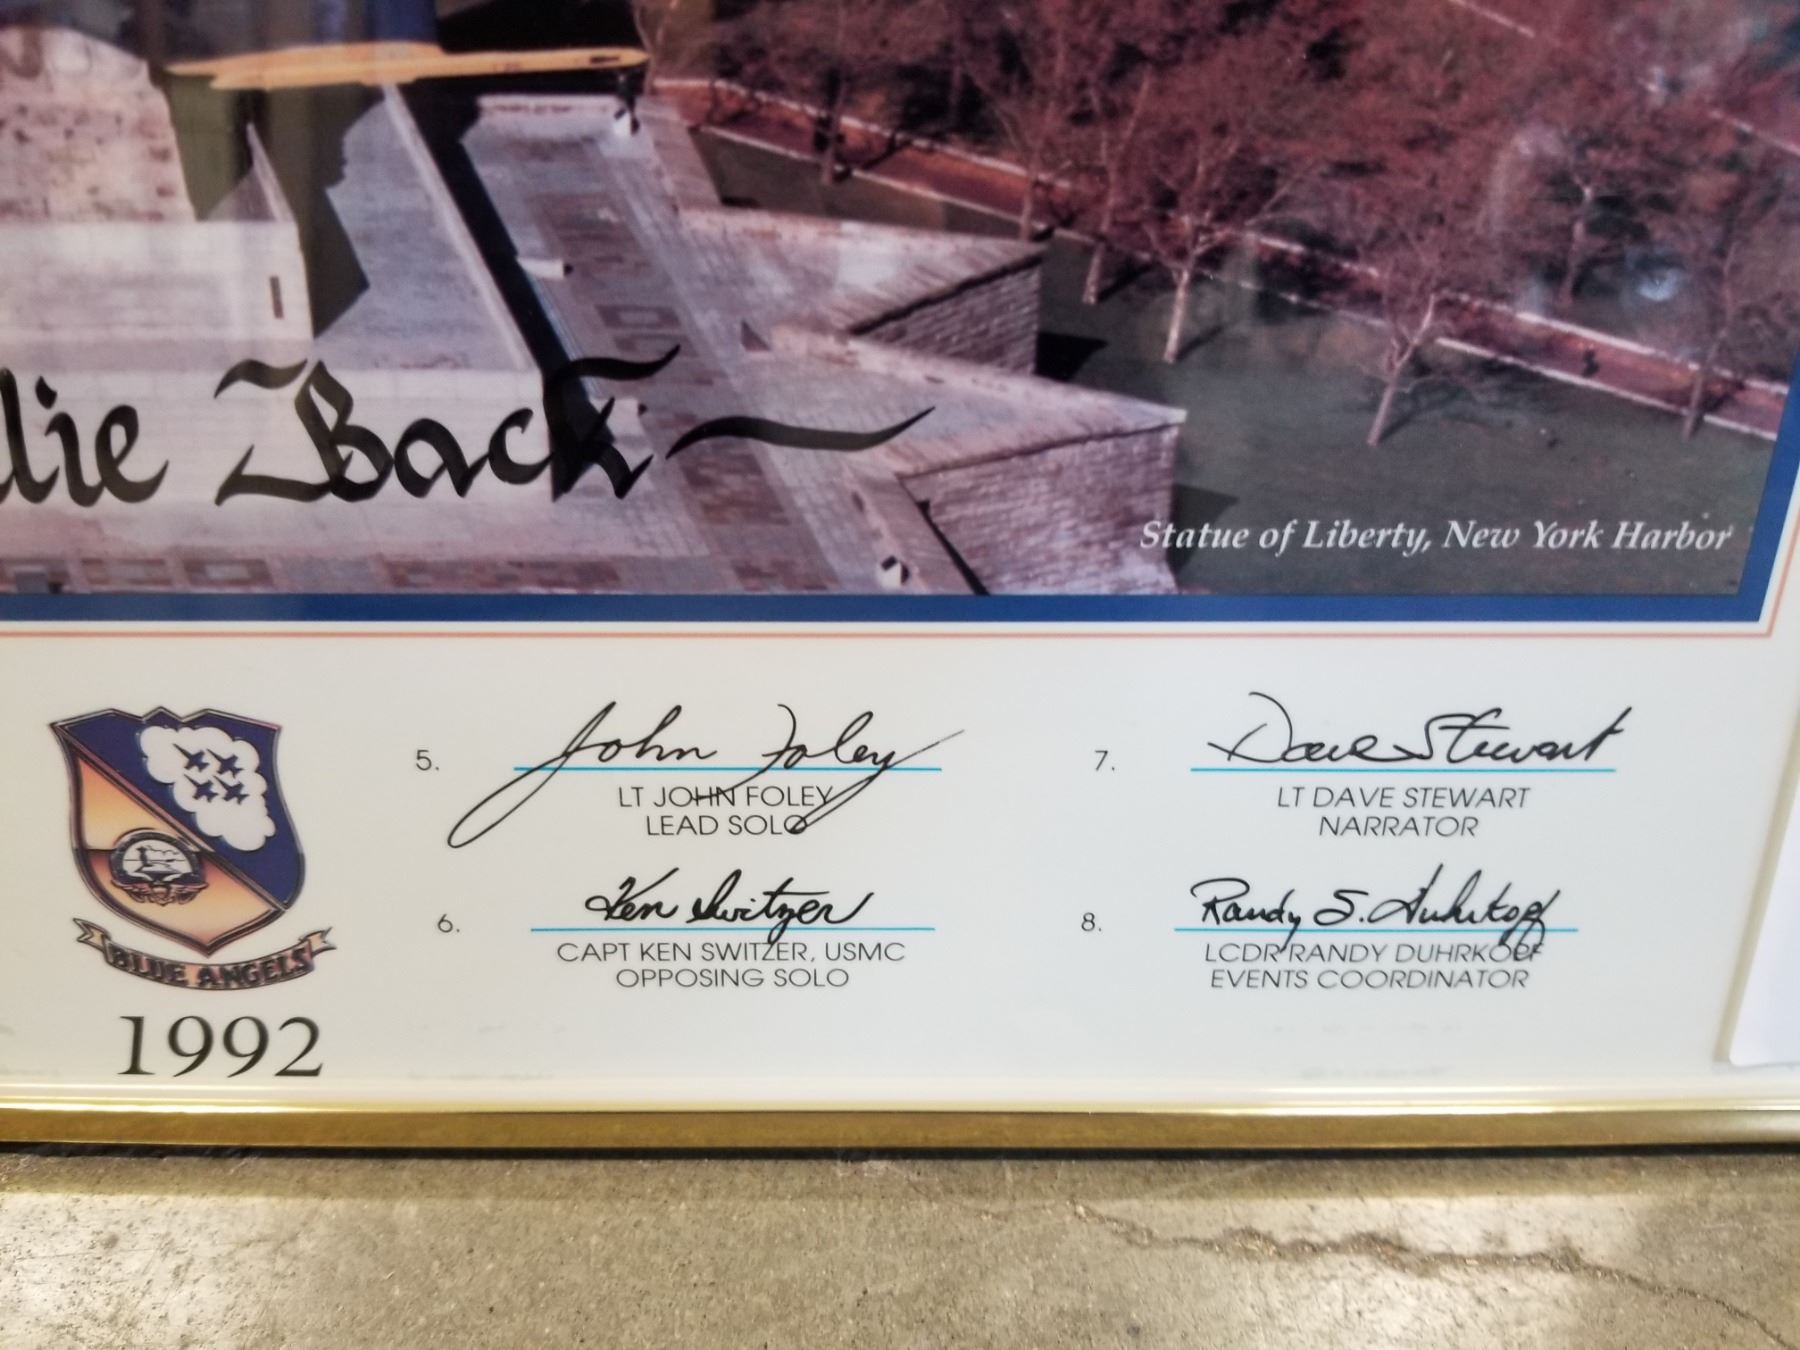 Back
Statue of Liberty, New York Harbor
5.
John Foley
LT JOHN FOLEY
LEAD SOLO
7.
Dave Stewart
LT DAVE STEWART
NARRATOR
6.
Ken Switzer
CAPT KEN SWITZER, USMC
OPPOSING SOLO
8.
Randy S. Duhrkopf
LCDR RANDY DUHRKOPF
EVENTS COORDINATOR
BLUE ANGELS
1992